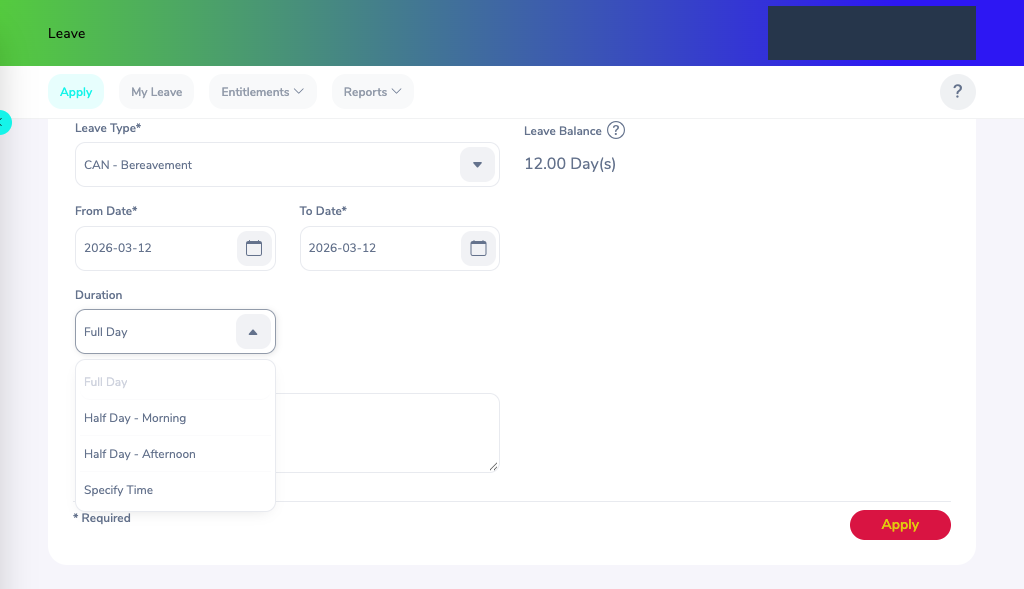 Leave
Apply
My Leave
Entitlements
Reports
?
Leave Type*
Leave Balance ?
CAN - Bereavement
12.00 Day(s)
From Date*
To Date*
2026-03-12
2026-03-12
Duration
Full Day
Full Day
Half Day - Morning
Half Day - Afternoon
Specify Time
* Required
Apply